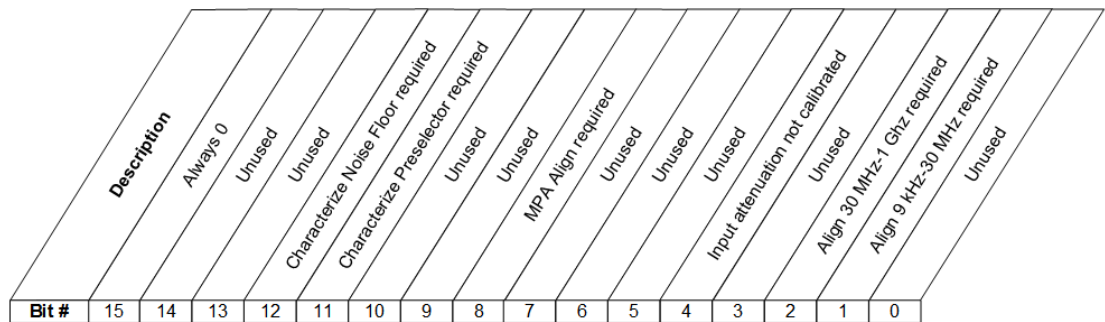 Description
Always 0
Unused
Unused
Characterize Noise Floor required
Characterize Preselector required
Unused
Unused
MPA Align required
Unused
Unused
Unused
Input attenuation not calibrated
Unused
Align 30 MHz-1 Ghz required
Align 9 kHz-30 MHz required
Unused
Bit # 15 14 13 12 11 10 9 8 7 6 5 4 3 2 1 0